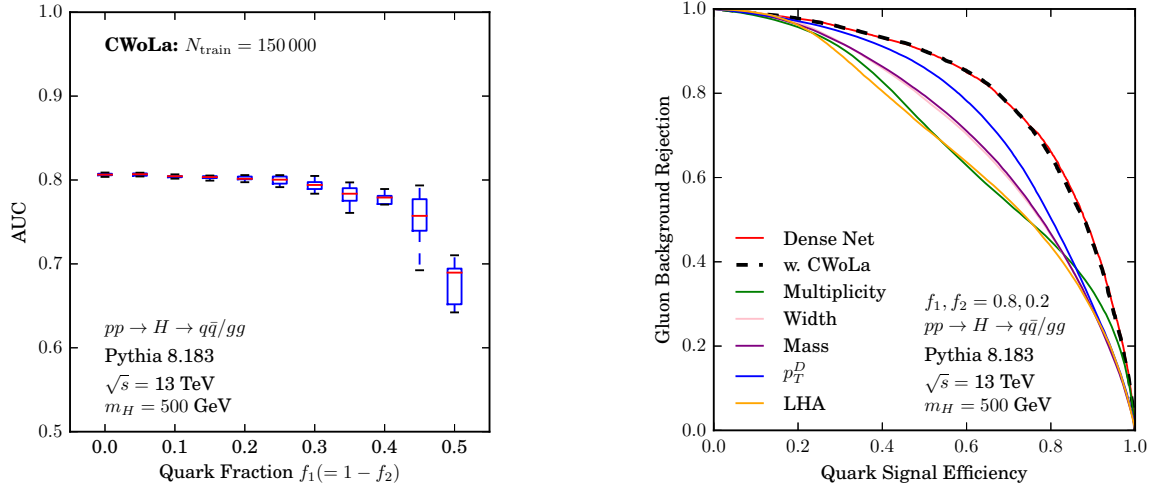 CWoLa: N_train = 150 000
1.0
0.9
0.8
0.7
0.6
0.5
AUC
pp → H → qq̄/gg
Pythia 8.183
√s = 13 TeV
m_H = 500 GeV
0.0 0.1 0.2 0.3 0.4 0.5
Quark Fraction f₁(= 1 − f₂)
1.0
0.8
0.6
0.4
0.2
0.0
Gluon Background Rejection
Dense Net
w. CWoLa
Multiplicity
Width
Mass
p_T^D
LHA
f₁, f₂ = 0.8, 0.2
pp → H → qq̄/gg
Pythia 8.183
√s = 13 TeV
m_H = 500 GeV
0.0 0.2 0.4 0.6 0.8 1.0
Quark Signal Efficiency